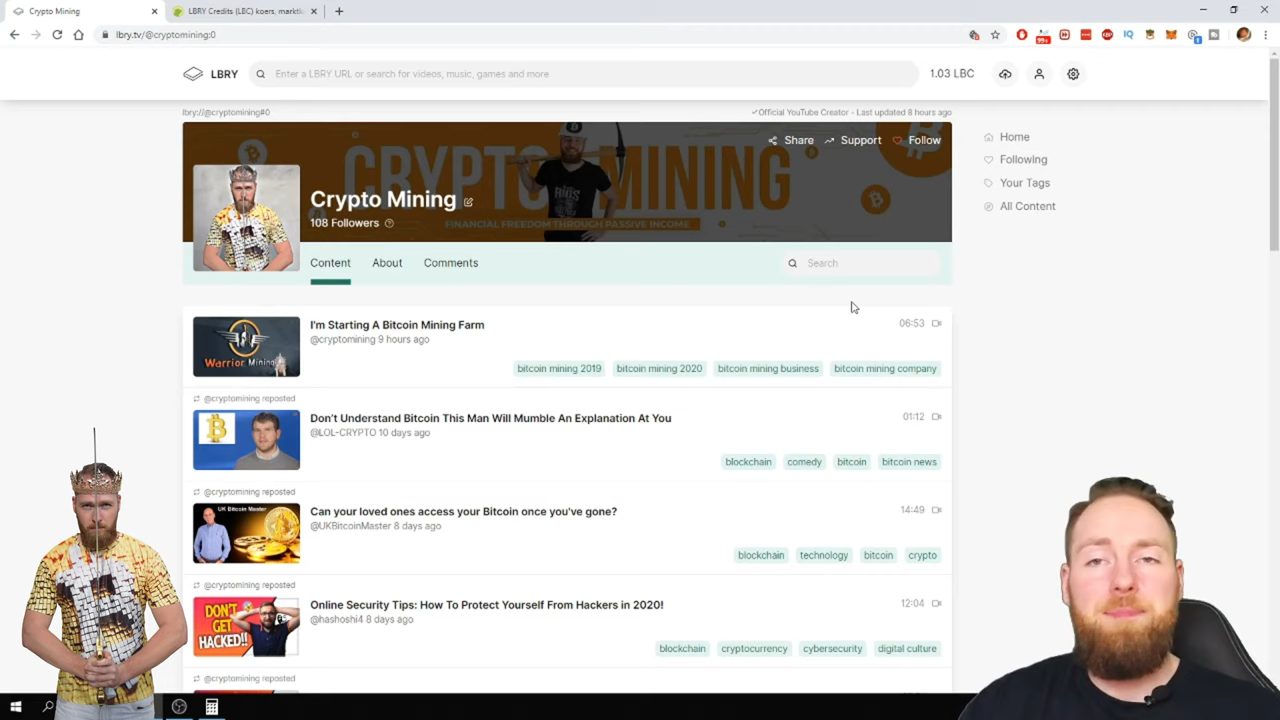 Crypto Mining
LBRY Credits (LBC) koers, marktk
lbry.tv/@cryptomining:0
99+
IQ
1
LBRY
Enter a LBRY URL or search for videos, music, games and more
1.03 LBC
lbry://@cryptomining#0
Official YouTube Creator - Last updated 8 hours ago
CRYPTO MINING
FINANCIAL FREEDOM THROUGH PASSIVE INCOME
Share
Support
Follow
Home
Following
Your Tags
All Content
Crypto Mining
108 Followers
Content
About
Comments
Search
I'm Starting A Bitcoin Mining Farm
06:53
@cryptomining 9 hours ago
Warrior Mining
bitcoin mining 2019
bitcoin mining 2020
bitcoin mining business
bitcoin mining company
@cryptomining reposted
Don't Understand Bitcoin This Man Will Mumble An Explanation At You
01:12
@LOL-CRYPTO 10 days ago
blockchain
comedy
bitcoin
bitcoin news
@cryptomining reposted
UK Bitcoin Master
Can your loved ones access your Bitcoin once you've gone?
14:49
@UKBitcoinMaster 8 days ago
blockchain
technology
bitcoin
crypto
@cryptomining reposted
DON'T
GET
HACKED!!
Online Security Tips: How To Protect Yourself From Hackers in 2020!
12:04
@hashoshi4 8 days ago
blockchain
cryptocurrency
cybersecurity
digital culture
@cryptomining reposted